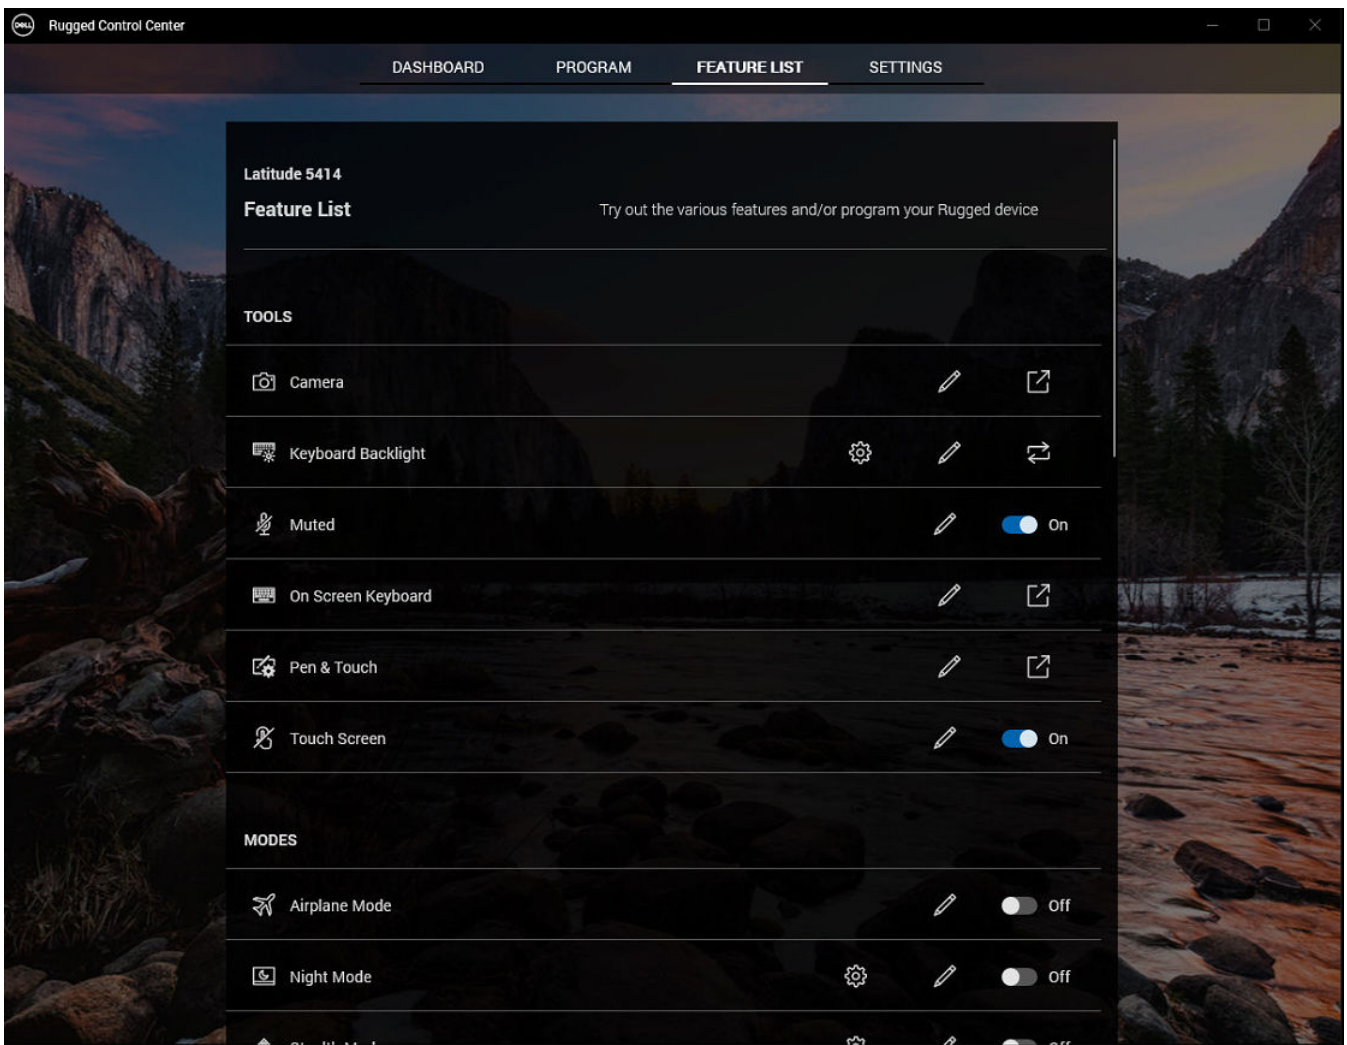 DELL Rugged Control Center
DASHBOARD PROGRAM FEATURE LIST SETTINGS
Latitude 5414
Feature List Try out the various features and/or program your Rugged device
TOOLS
Camera
Keyboard Backlight
Muted On
On Screen Keyboard
Pen & Touch
Touch Screen On
MODES
Airplane Mode Off
Night Mode Off